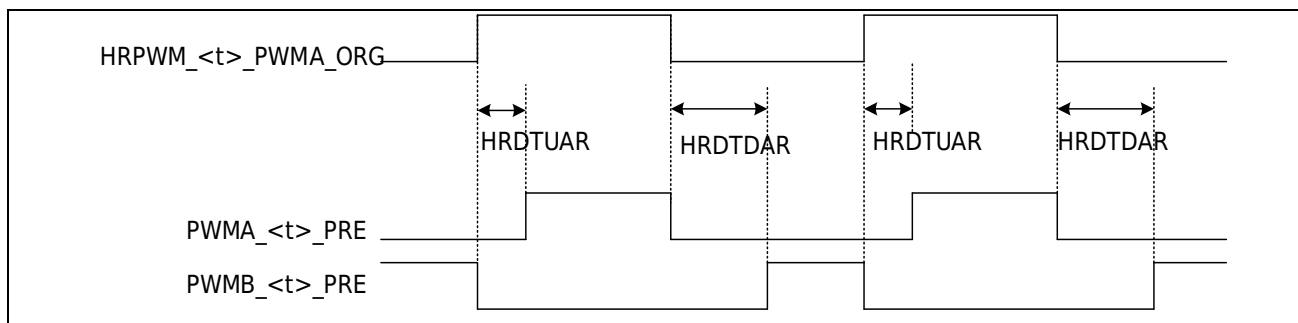 HRPWM_<t>_PWMA_ORG
HRDTUAR
HRDTDAR
HRDTUAR
HRDTDAR
PWMA_<t>_PRE
PWMB_<t>_PRE